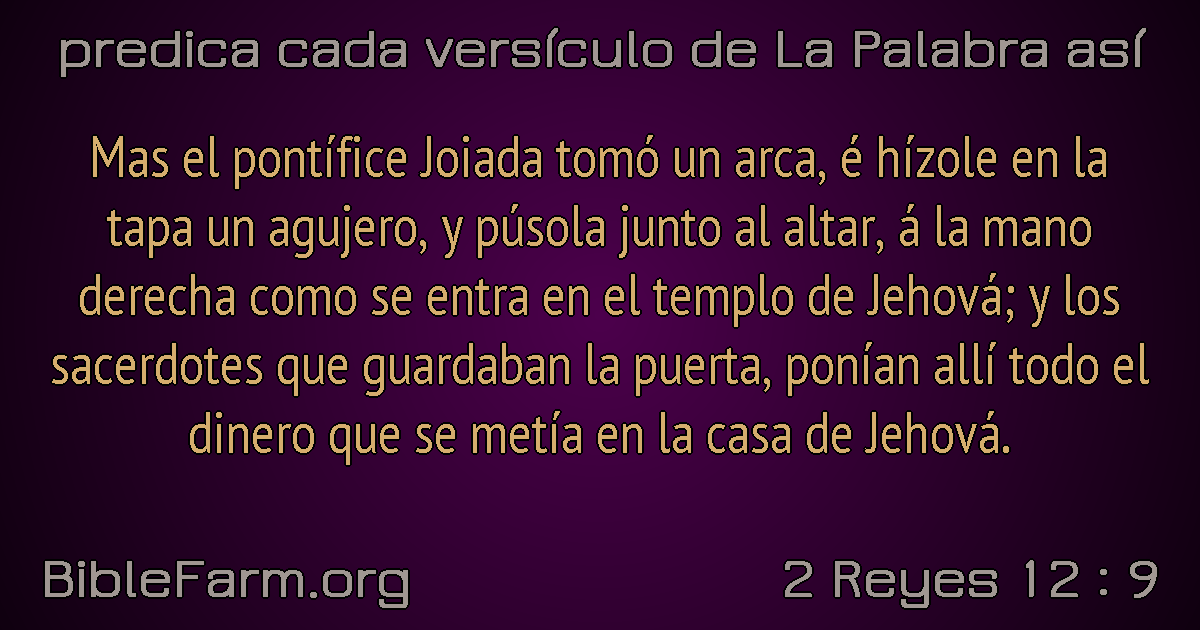 predica cada versículo de La Palabra así
Mas el pontífice Joiada tomó un arca, é hízole en la
tapa un agujero, y púsola junto al altar, á la mano
derecha como se entra en el templo de Jehová; y los
sacerdotes que guardaban la puerta, ponían allí todo el
dinero que se metía en la casa de Jehová.
BibleFarm.org
2 Reyes 12 : 9